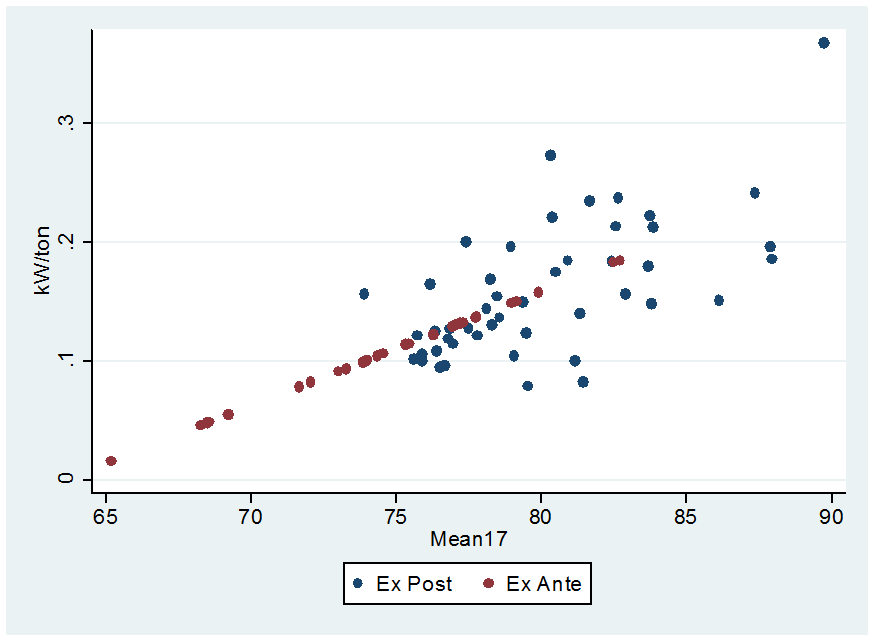 kW/ton
.3
.2
.1
0
65 70 75 80 85 90
Mean17
Ex Post Ex Ante